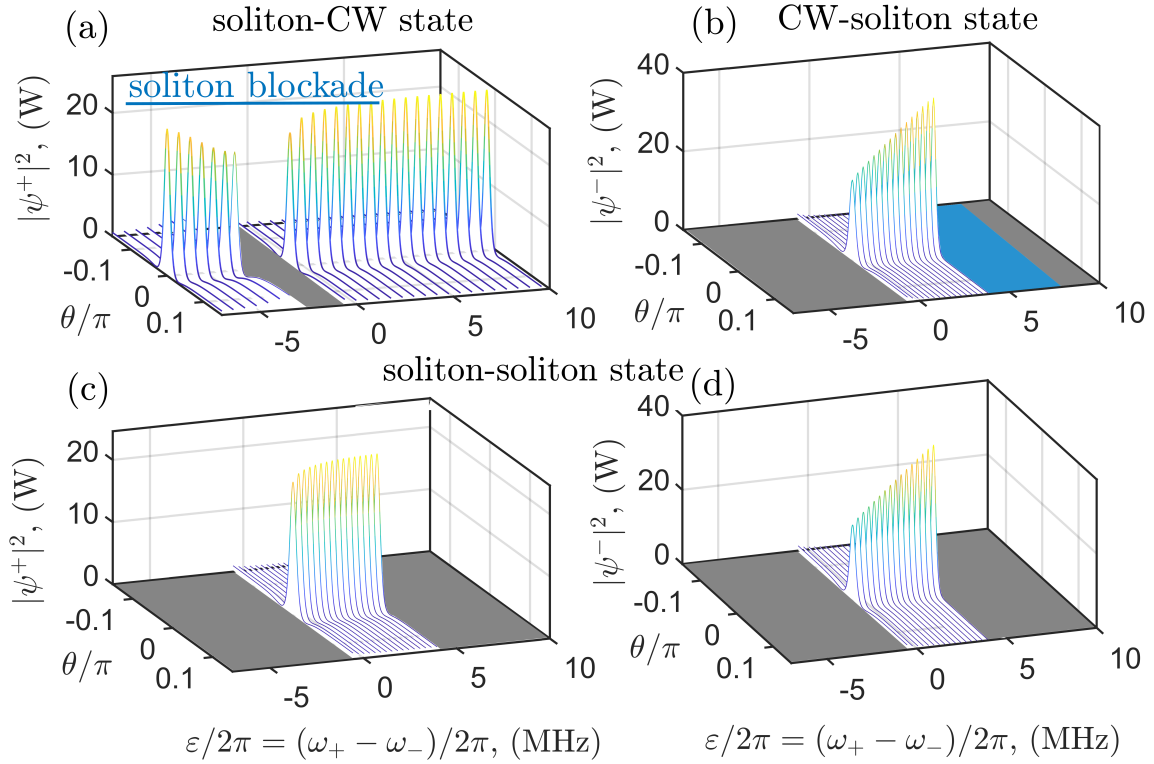 (a) soliton-CW state
(b) CW-soliton state
soliton blockade
|ψ⁺|², (W)
20
10
0
-0.1
0
0.1
θ/π
-5
0
5
10
|ψ⁻|², (W)
40
20
0
-0.1
0
0.1
θ/π
-5
0
5
10
(c) soliton-soliton state (d)
|ψ⁺|², (W)
20
10
0
-0.1
0
0.1
θ/π
-5
0
5
10
|ψ⁻|², (W)
40
20
0
-0.1
0
0.1
θ/π
-5
0
5
10
ε/2π = (ω₊ − ω₋)/2π, (MHz)
ε/2π = (ω₊ − ω₋)/2π, (MHz)